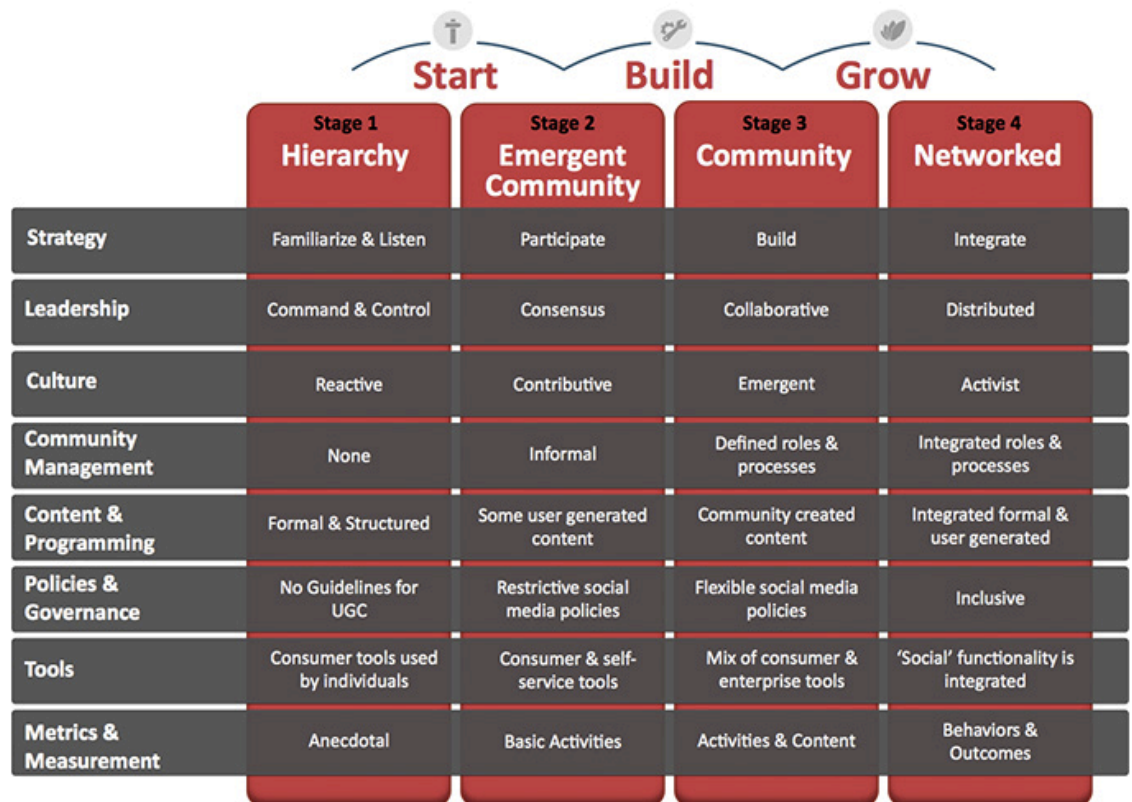 Start Build Grow
Stage 1 Stage 2 Stage 3 Stage 4
Hierarchy Emergent Community Networked
Community
Strategy Familiarize & Listen Participate Build Integrate
Leadership Command & Control Consensus Collaborative Distributed
Culture Reactive Contributive Emergent Activist
Community Defined roles & Integrated roles &
Management None Informal processes processes
Content & Some user generated Community created Integrated formal &
Programming Formal & Structured content content user generated
Policies & No Guidelines for Restrictive social Flexible social media
Governance UGC media policies policies Inclusive
Tools Consumer tools used Consumer & self- Mix of consumer & ‘Social’ functionality is
by individuals service tools enterprise tools integrated
Metrics & Behaviors &
Measurement Anecdotal Basic Activities Activities & Content Outcomes